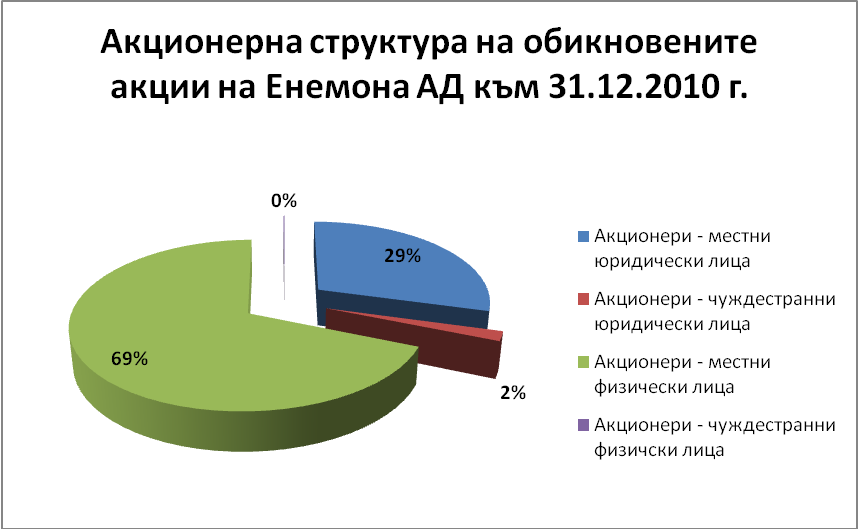 Акционерна структура на обикновените
акции на Енемона АД към 31.12.2010 г.
0%
29%
69%
2%
Акционери - местни
юридически лица
Акционери - чуждестранни
юридически лица
Акционери - местни
физически лица
Акционери - чуждестранни
физичски лица